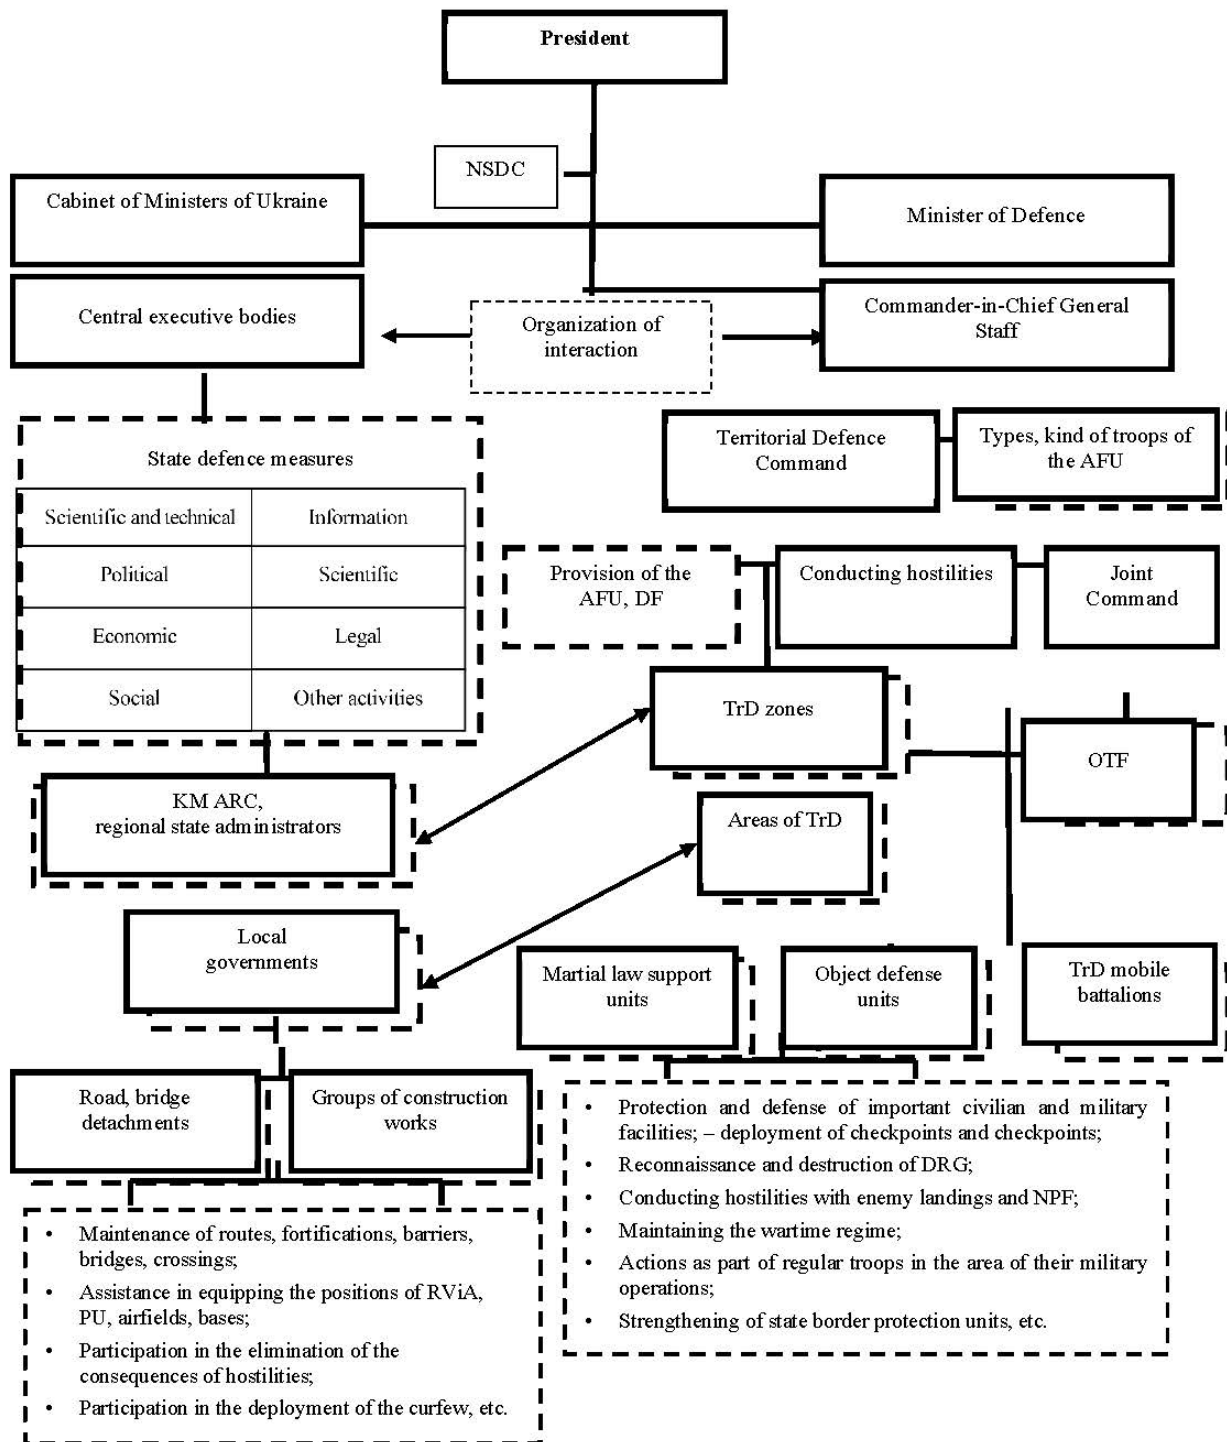 President
NSDC
Cabinet of Ministers of Ukraine
Minister of Defence
Central executive bodies
Organization of
interaction
Commander-in-Chief General
Staff
State defence measures
Scientific and technical
Information
Political
Scientific
Economic
Legal
Social
Other activities
Territorial Defence
Command
Types, kind of troops of
the AFU
Provision of the
AFU, DF
Conducting hostilities
Joint
Command
TrD zones
OTF
KM ARC,
regional state administrators
Areas of TrD
Local
governments
Martial law support
units
Object defense
units
TrD mobile
battalions
Road, bridge
detachments
Groups of construction
works
• Protection and defense of important civilian and military
facilities; – deployment of checkpoints and checkpoints;
• Reconnaissance and destruction of DRG;
• Conducting hostilities with enemy landings and NPF;
• Maintaining the wartime regime;
• Actions as part of regular troops in the area of their military
operations;
• Strengthening of state border protection units, etc.
• Maintenance of routes, fortifications, barriers,
bridges, crossings;
• Assistance in equipping the positions of RViA,
PU, airfields, bases;
• Participation in the elimination of the
consequences of hostilities;
• Participation in the deployment of the curfew, etc.